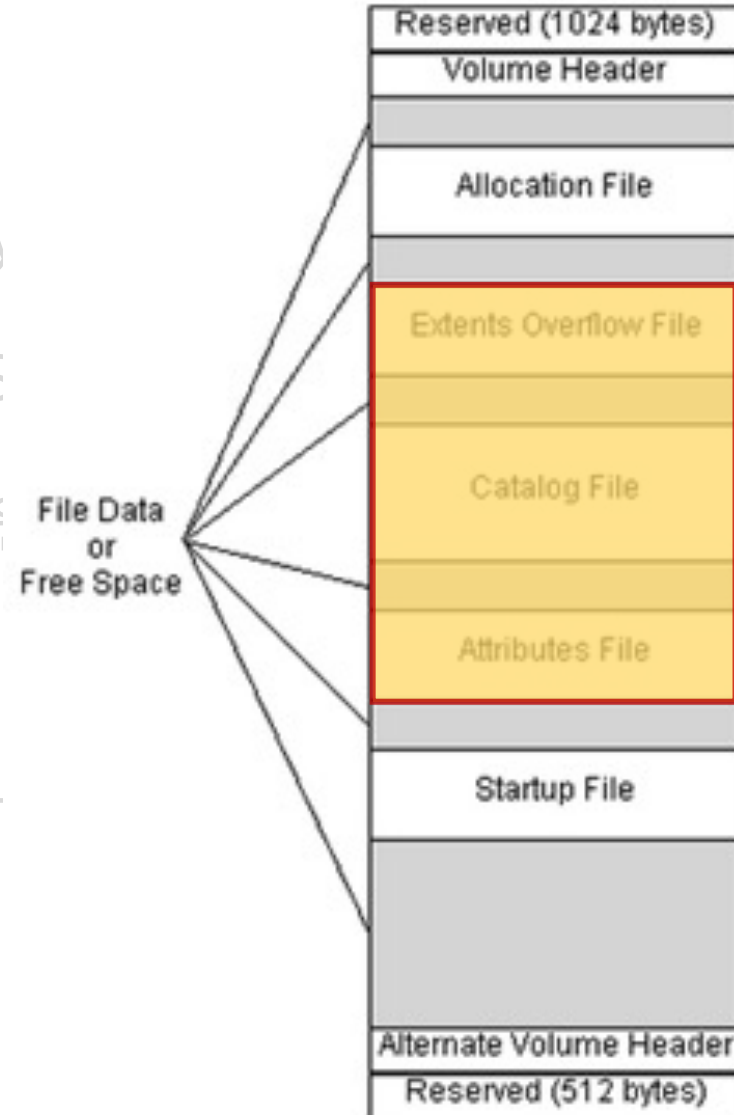 Reserved (1024 bytes)
Volume Header
Allocation File
Extents Overflow File
Catalog File
File Data
or
Free Space
Attributes File
Startup File
Alternate Volume Header
Reserved (512 bytes)